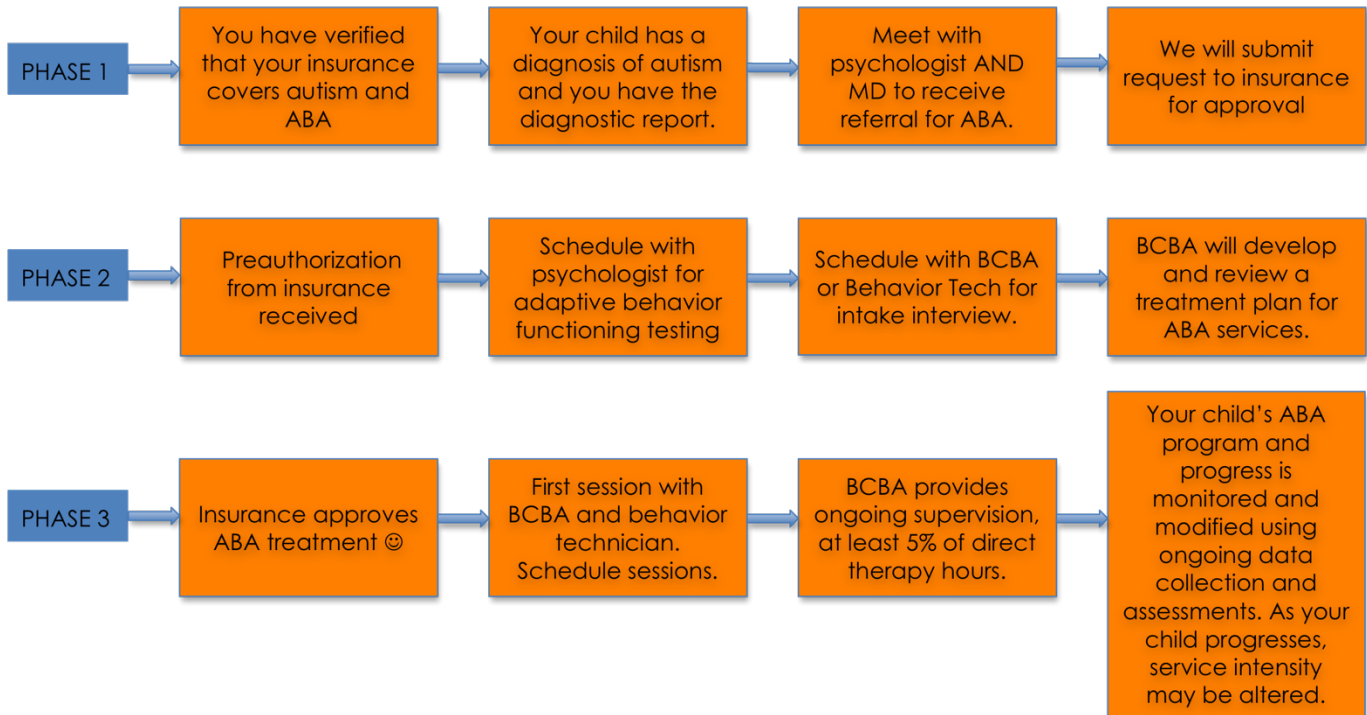 PHASE 1
You have verified
that your insurance
covers autism and
ABA
Your child has a
diagnosis of autism
and you have the
diagnostic report.
Meet with
psychologist AND
MD to receive
referral for ABA.
We will submit
request to insurance
for approval
PHASE 2
Preauthorization
from insurance
received
Schedule with
psychologist for
adaptive behavior
functioning testing
Schedule with BCBA
or Behavior Tech for
intake interview.
BCBA will develop
and review a
treatment plan for
ABA services.
PHASE 3
Insurance approves
ABA treatment ☺
First session with
BCBA and behavior
technician.
Schedule sessions.
BCBA provides
ongoing supervision,
at least 5% of direct
therapy hours.
Your child’s ABA
program and
progress is
monitored and
modified using
ongoing data
collection and
assessments. As your
child progresses,
service intensity
may be altered.